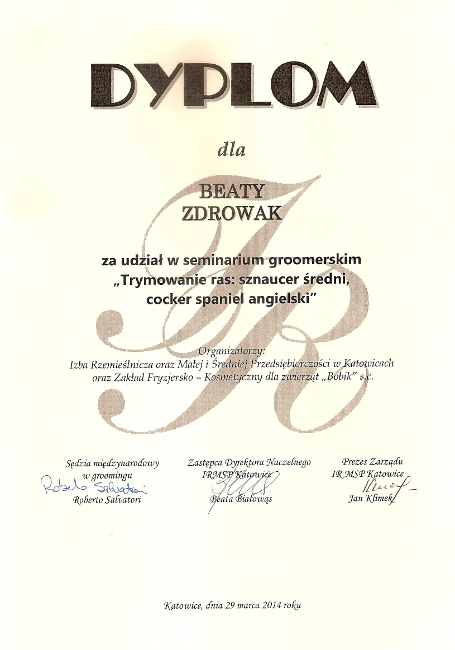 DYPLOM
dla
BEATY
ZDROWAK
za udział w seminarium groomerskim
„Trymowanie ras: sznaucer średni,
cocker spaniel angielski”
Organizatorzy:
Izba Rzemieślnicza oraz Małej i Średniej Przedsiębiorczości w Katowicach
oraz Zakład Fryzjersko – Kosmetyczny dla zwierząt „Bobik” s.c.
Sędzia międzynarodowy
w groomingu
Roberto Salvatori
Roberto Salvatori
Zastępca Dyrektora Naczelnego
IRMSP Katowice
Beata Białowąs
Prezes Zarządu
IRMSP Katowice
Jan Klimek
Katowice, dnia 29 marca 2014 roku